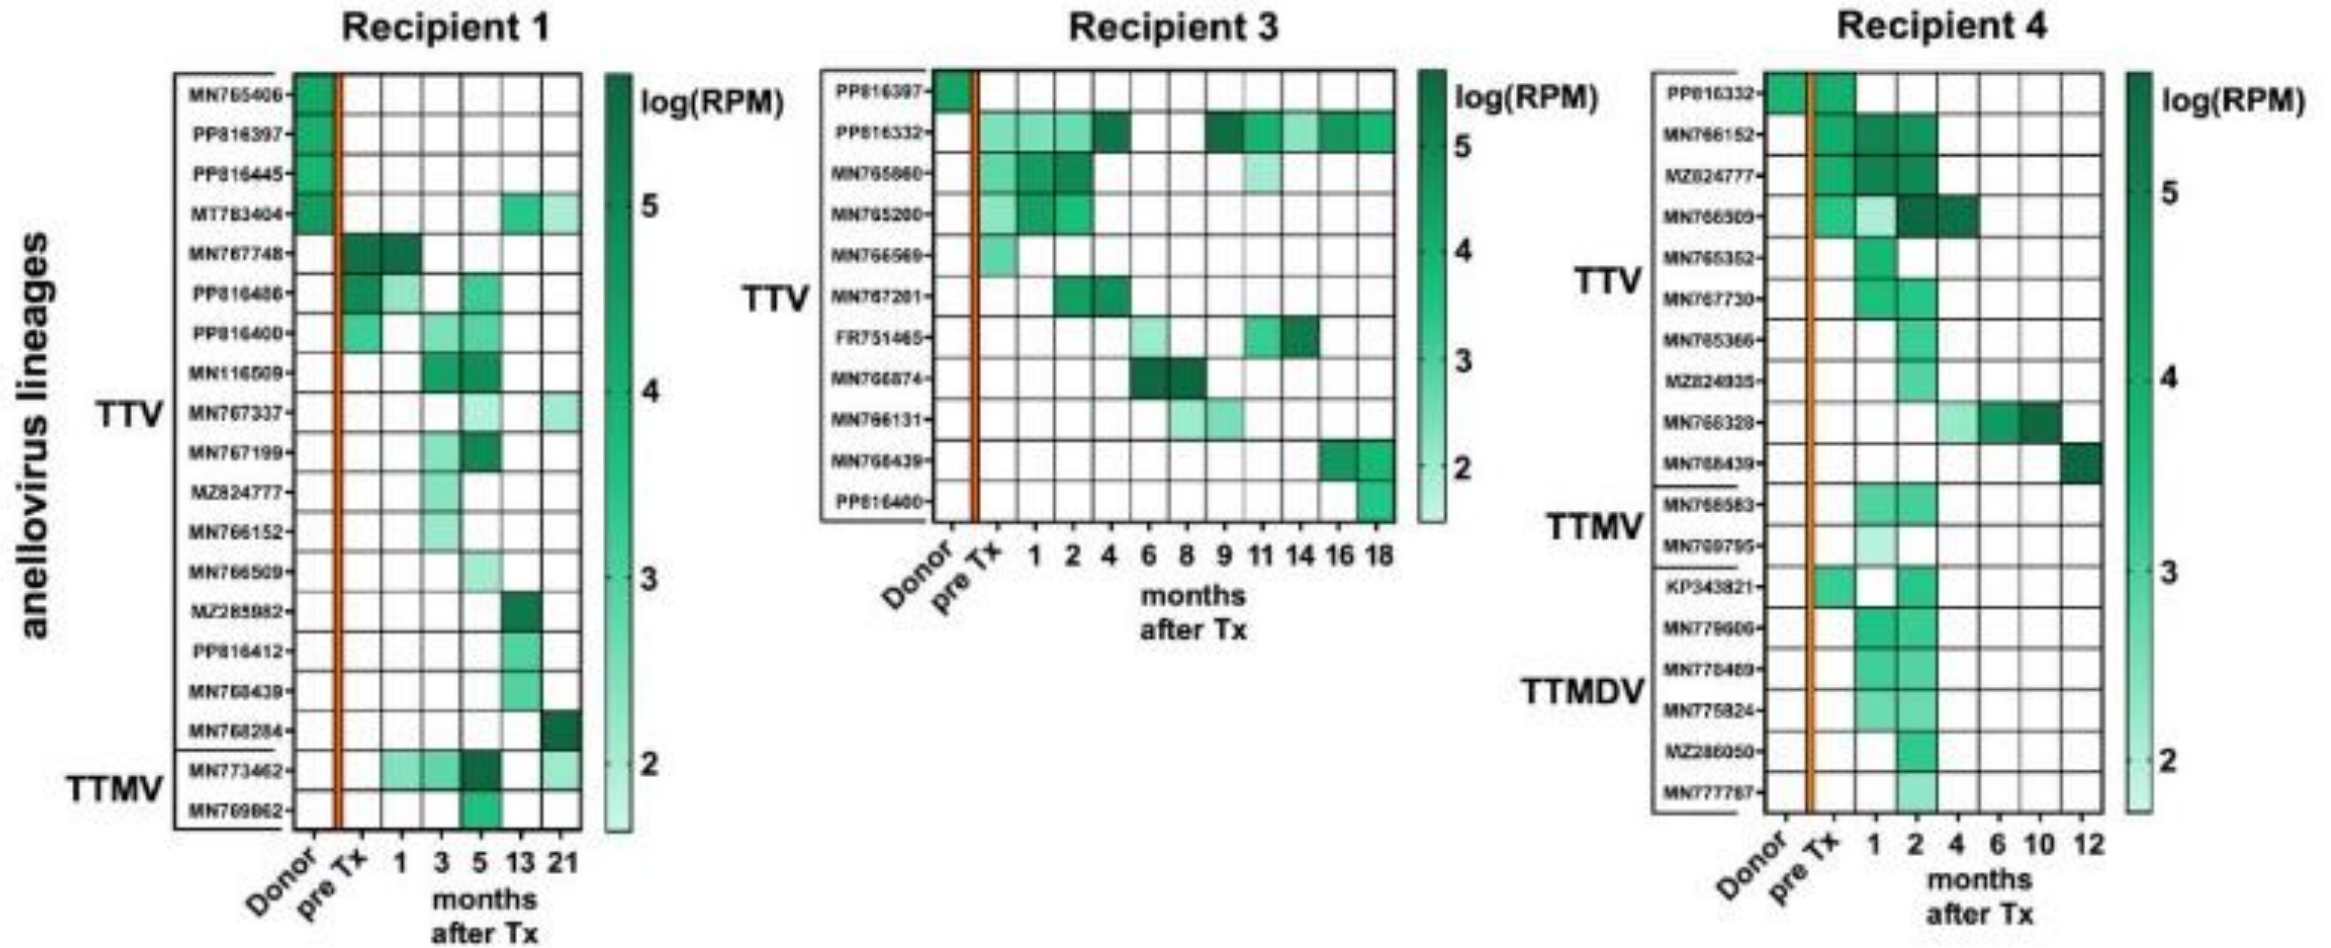 Recipient 1
Recipient 3
Recipient 4
anellovirus lineages
TTV
TTMV
MN765406
PP816397
PP816445
MT783404
MN767748
PP816486
PP816400
MN116509
MN767337
MN767199
MZ824777
MN766152
MN766509
MZ285982
PP816412
MN768439
MN768284
MN773462
MN769862
Donor
pre Tx
1 3 5 13 21
months
after Tx
log(RPM)
5
4
3
2
TTV
PP816397
PP816332
MN765860
MN765200
MN766569
MN767201
FR751465
MN766874
MN766131
MN768439
PP816400
Donor
pre Tx
1 2 4 6 8 9 11 14 16 18
months
after Tx
log(RPM)
5
4
3
2
TTV
TTMV
TTMDV
PP816332
MN766152
MZ824777
MN766509
MN765352
MN767730
MN765366
MZ824935
MN766328
MN768439
MN768583
MN769795
KP343821
MN779606
MN778469
MN775824
MZ286050
MN777787
Donor
pre Tx
1 2 4 6 10 12
months
after Tx
log(RPM)
5
4
3
2